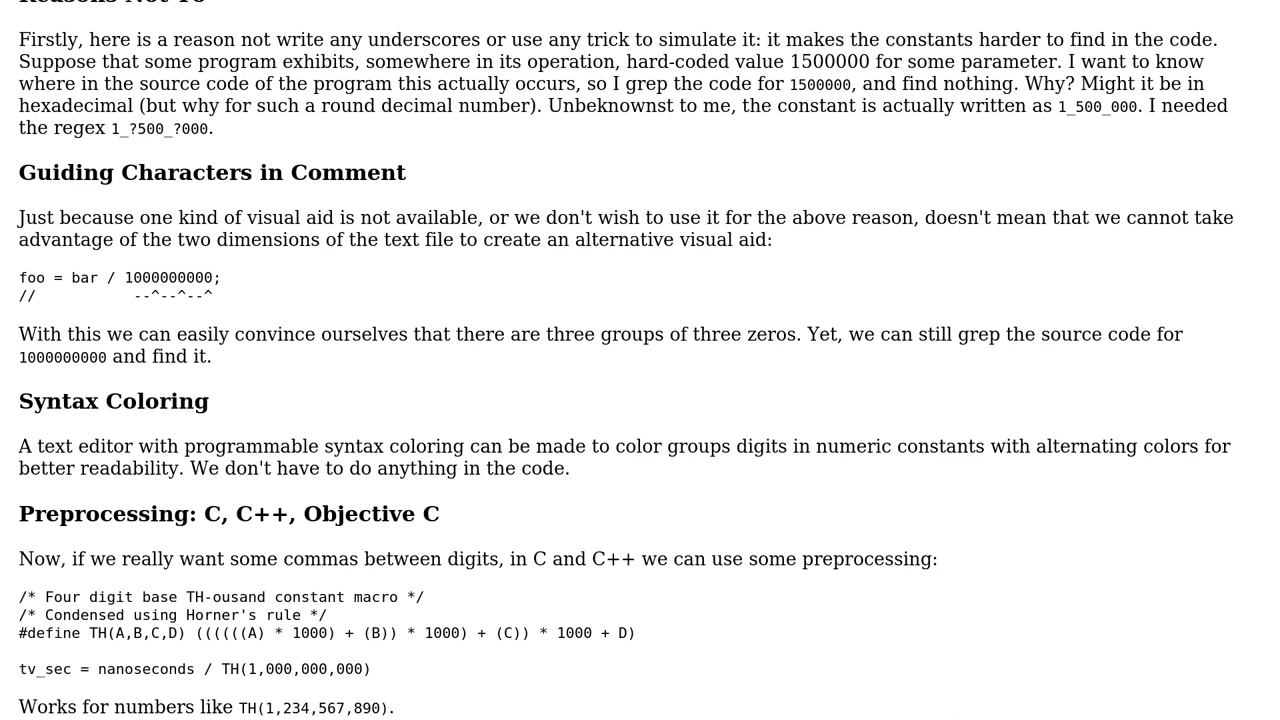 Reasons Not To
Firstly, here is a reason not write any underscores or use any trick to simulate it: it makes the constants harder to find in the code.
Suppose that some program exhibits, somewhere in its operation, hard-coded value 1500000 for some parameter. I want to know
where in the source code of the program this actually occurs, so I grep the code for 1500000, and find nothing. Why? Might it be in
hexadecimal (but why for such a round decimal number). Unbeknownst to me, the constant is actually written as 1_500_000. I needed
the regex 1_?500_?000.
Guiding Characters in Comment
Just because one kind of visual aid is not available, or we don't wish to use it for the above reason, doesn't mean that we cannot take
advantage of the two dimensions of the text file to create an alternative visual aid:
foo = bar / 1000000000;
//           --^--^--^
With this we can easily convince ourselves that there are three groups of three zeros. Yet, we can still grep the source code for
1000000000 and find it.
Syntax Coloring
A text editor with programmable syntax coloring can be made to color groups digits in numeric constants with alternating colors for
better readability. We don't have to do anything in the code.
Preprocessing: C, C++, Objective C
Now, if we really want some commas between digits, in C and C++ we can use some preprocessing:
/* Four digit base TH-ousand constant macro */
/* Condensed using Horner's rule */
#define TH(A,B,C,D) ((((((A) * 1000) + (B)) * 1000) + (C)) * 1000 + D)
tv_sec = nanoseconds / TH(1,000,000,000)
Works for numbers like TH(1,234,567,890).